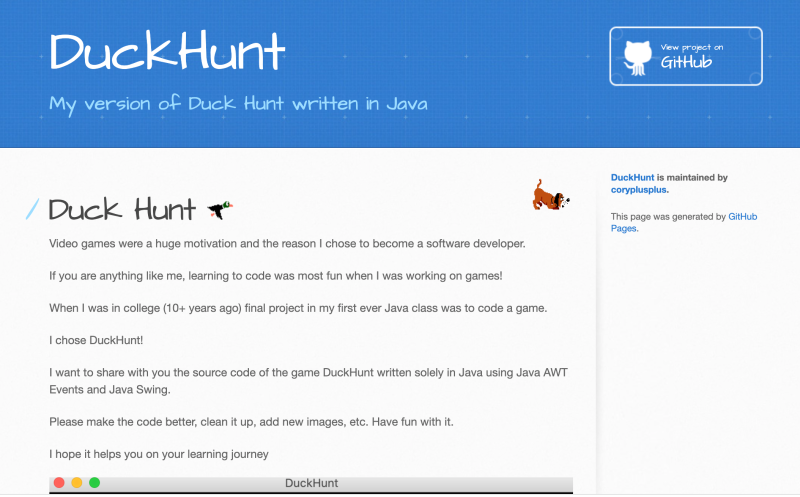 DuckHunt
My version of Duck Hunt written in Java
View project on
GitHub
Duck Hunt
Video games were a huge motivation and the reason I chose to become a software developer.
If you are anything like me, learning to code was most fun when I was working on games!
When I was in college (10+ years ago) final project in my first ever Java class was to code a game.
I chose DuckHunt!
I want to share with you the source code of the game DuckHunt written solely in Java using Java AWT
Events and Java Swing.
Please make the code better, clean it up, add new images, etc. Have fun with it.
I hope it helps you on your learning journey
DuckHunt
DuckHunt is maintained by
coryplusplus.
This page was generated by GitHub
Pages.